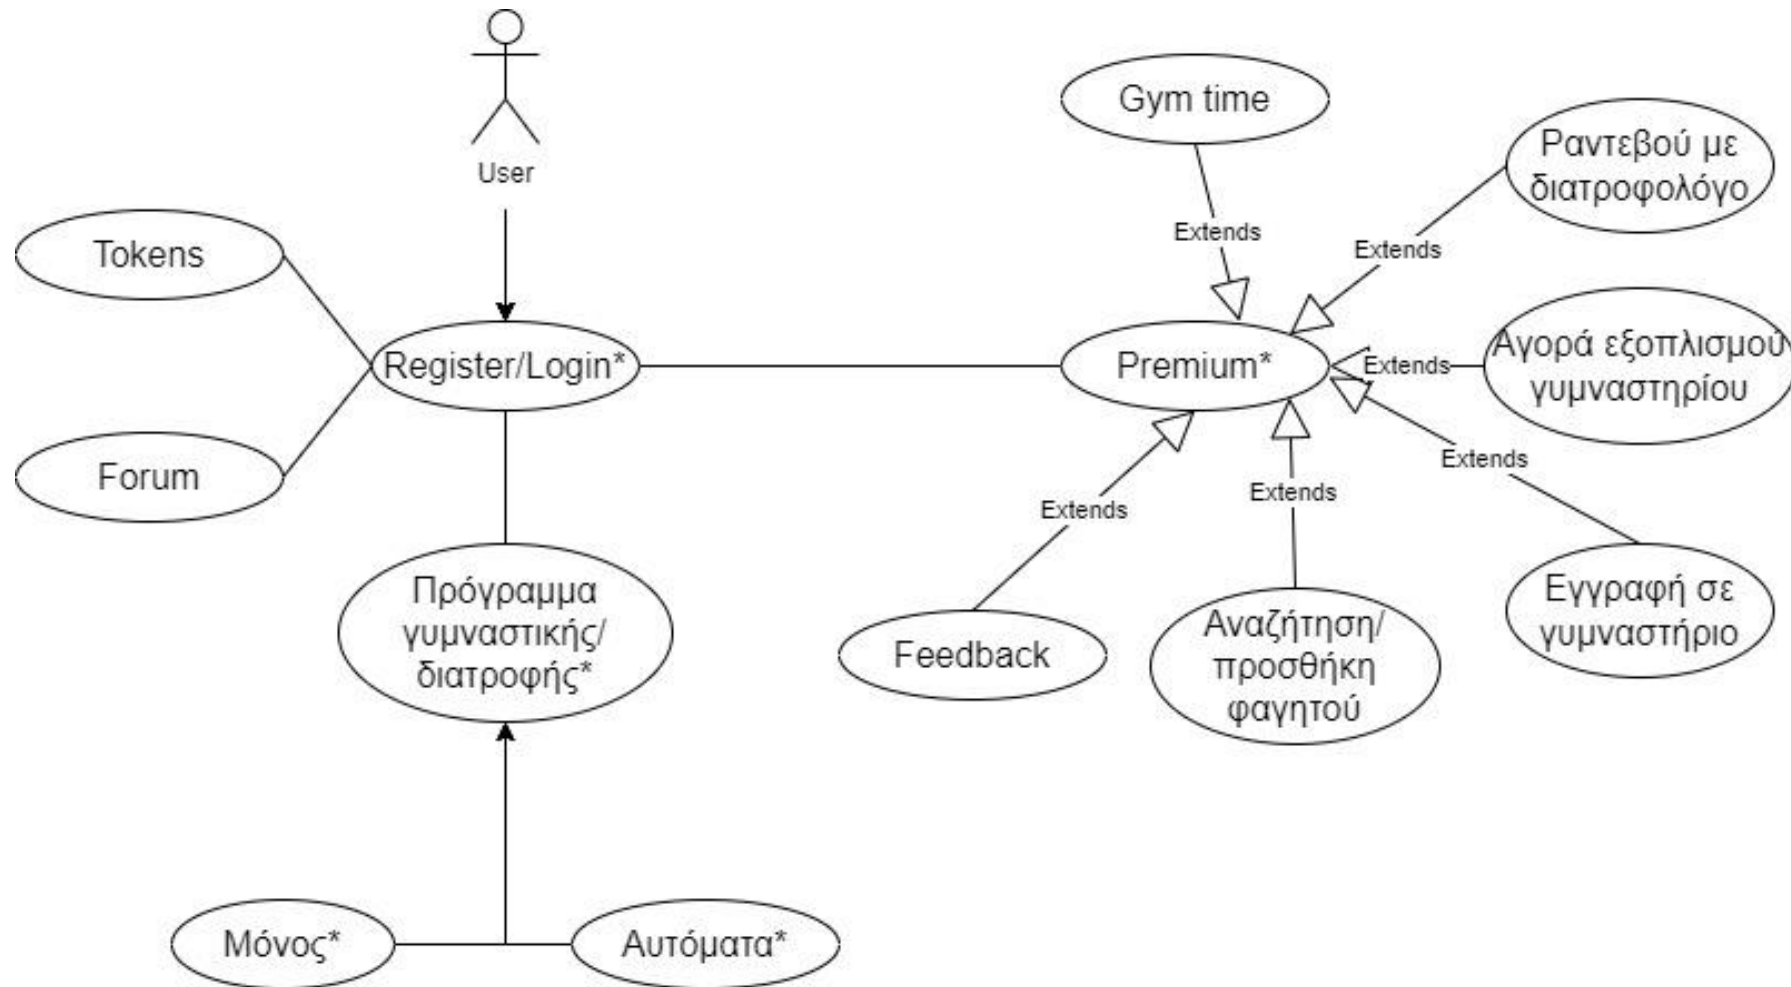 User
Gym time
Ραντεβού με
διατροφολόγο
Extends
Extends
Tokens
Register/Login*
Premium*
Extends
Αγορά εξοπλισμού
γυμναστηρίου
Forum
Extends
Extends
Extends
Πρόγραμμα
γυμναστικής/
διατροφής*
Feedback
Αναζήτηση/
προσθήκη
φαγητού
Εγγραφή σε
γυμναστήριο
Μόνος*
Αυτόματα*